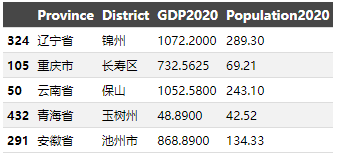 Province District GDP2020 Population2020
324 辽宁省 锦州 1072.2000 289.30
105 重庆市 长寿区 732.5625 69.21
50 云南省 保山 1052.5800 243.10
432 青海省 玉树州 48.8900 42.52
291 安徽省 池州市 868.8900 134.33